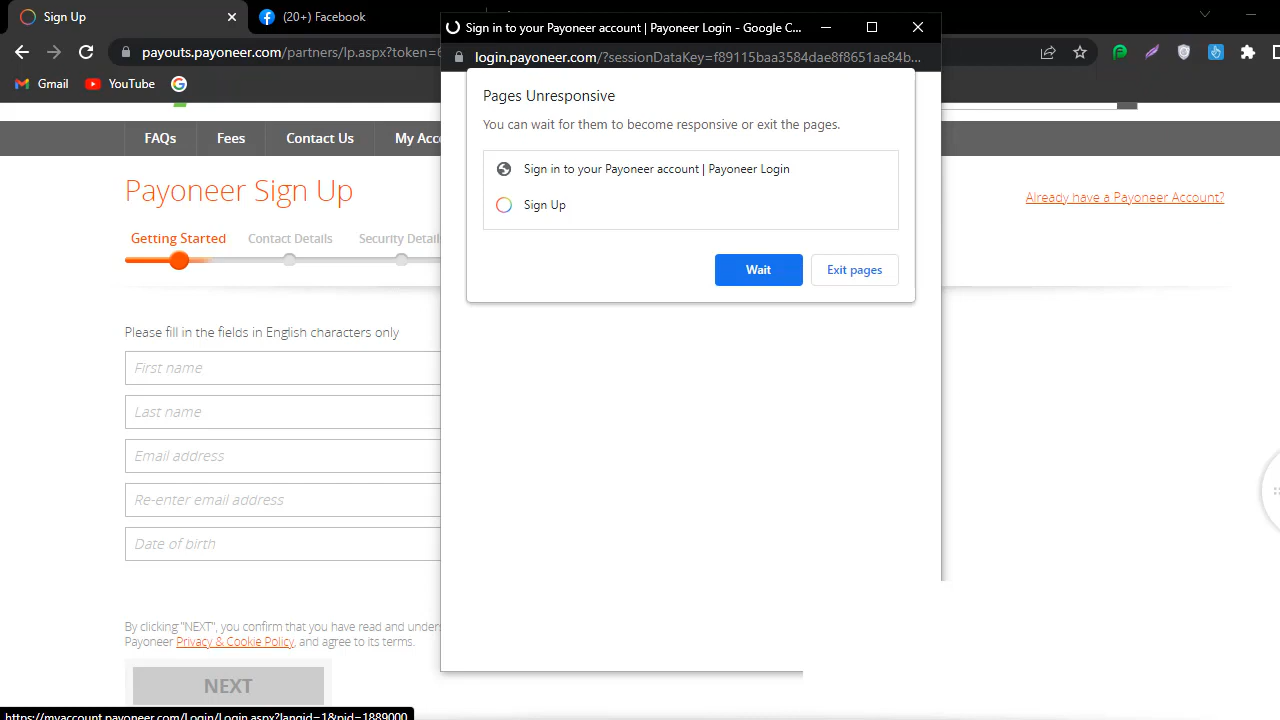 Sign Up
(20+) Facebook
Sign in to your Payoneer account | Payoneer Login - Google C...
payouts.payoneer.com/partners/lp.aspx?token=
login.payoneer.com/?sessionDataKey=f89115baa3584dae8f8651ae84b...
Gmail
YouTube
Pages Unresponsive
You can wait for them to become responsive or exit the pages.
Sign in to your Payoneer account | Payoneer Login
Sign Up
Wait
Exit pages
FAQs
Fees
Contact Us
My Acc
Payoneer Sign Up
Already have a Payoneer Account?
Getting Started
Contact Details
Security Detail
Please fill in the fields in English characters only
First name
Last name
Email address
Re-enter email address
Date of birth
By clicking "NEXT", you confirm that you have read and under
Payoneer Privacy & Cookie Policy, and agree to its terms.
NEXT
https://myaccount.payoneer.com/Login/Login.aspx?langid=1&pid=1889000